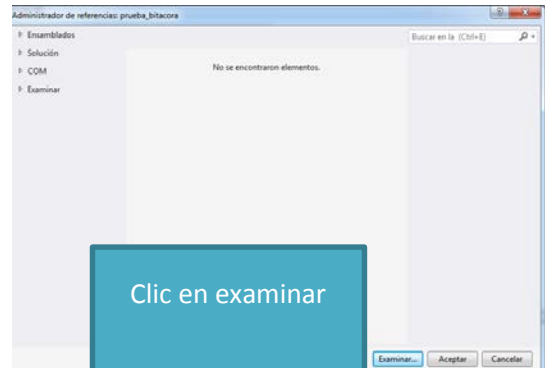 Administrador de referencias: prueba_bitacora
Ensamblados
Buscar en la (Ctrl+E)
Solución
COM
No se encontraron elementos.
Examinar
Clic en examinar
Examinar...
Aceptar
Cancelar